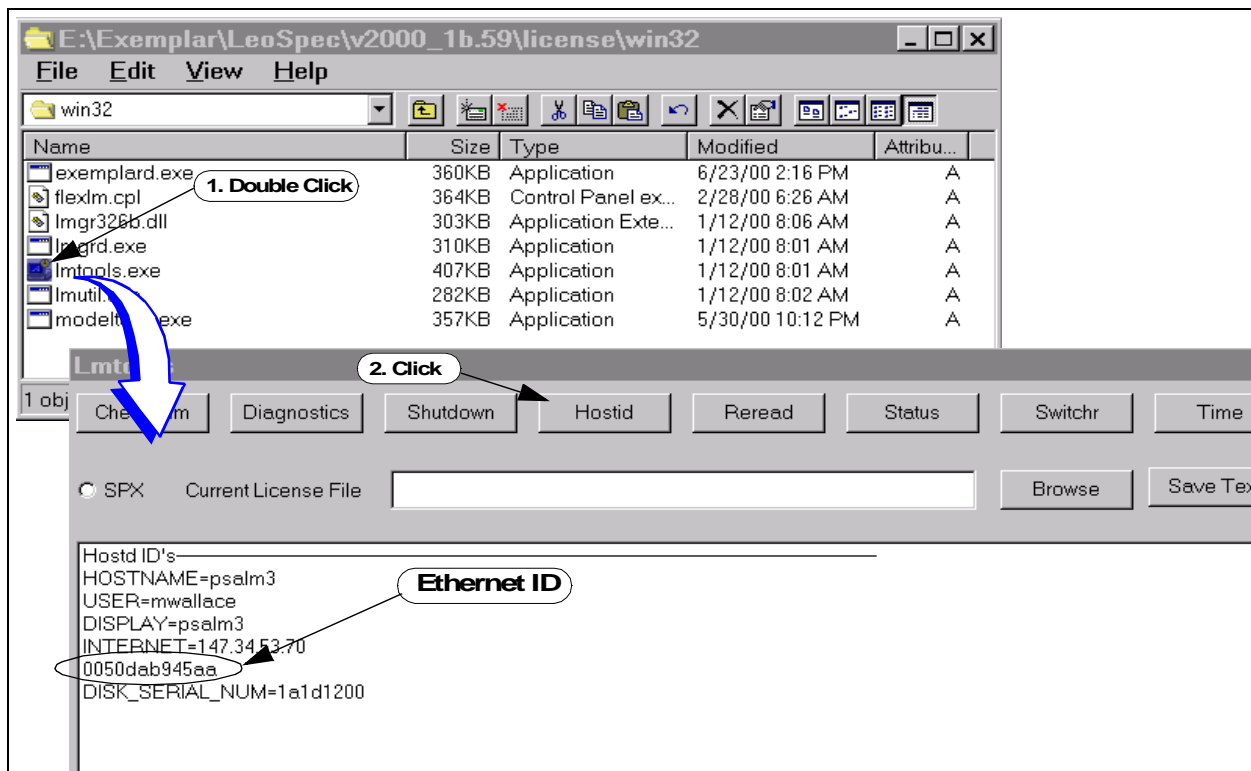 E:\Exemplar\LeoSpec\v2000_1b.59\license\win32
File Edit View Help
win32
Name Size Type Modified Attribu...
exemplard.exe 360KB Application 6/23/00 2:16 PM A
1. Double Click
flexlm.cpl 364KB Control Panel ex... 2/28/00 6:26 AM A
lmgr326b.dll 303KB Application Exte... 1/12/00 8:06 AM A
lmgrd.exe 310KB Application 1/12/00 8:01 AM A
lmtools.exe 407KB Application 1/12/00 8:01 AM A
lmutil.exe 282KB Application 1/12/00 8:02 AM A
357KB Application 5/30/00 10:12 PM A
2. Click
1 obj
Diagnostics Shutdown Hostid Reread Status Switchr Time
SPX Current License File Browse Save Tex
Hostd ID's
HOSTNAME=psalm3
USER=mwallace
Ethernet ID
DISPLAY=psalm3
INTERNET=147.34.53.70
0050dab945aa
DISK_SERIAL_NUM=1a1d1200